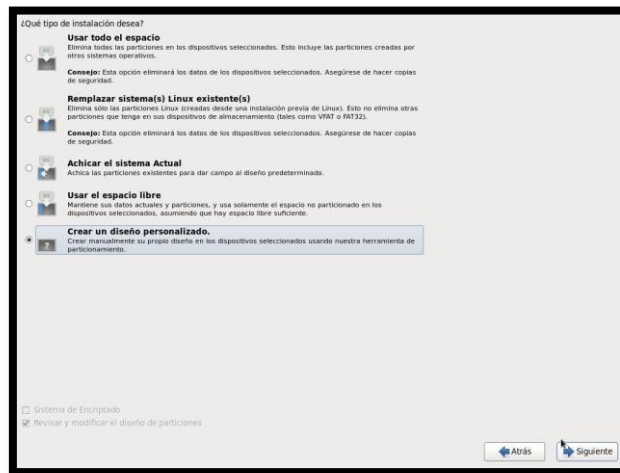 ¿Qué tipo de instalación desea?
Usar todo el espacio
Elimina todas las particiones en los dispositivos seleccionados. Esto incluye las particiones creadas por
otros sistemas operativos.
Consejo: Esta opción eliminará los datos de los dispositivos seleccionados. Asegúrese de hacer copias
de seguridad.
Remplazar sistema(s) Linux existente(s)
Elimina sólo las particiones Linux (creadas desde una instalación previa de Linux). Esto no elimina otras
particiones que tenga en sus dispositivos de almacenamiento (tales como VFAT o FAT32).
Consejo: Esta opción eliminará los datos de los dispositivos seleccionados. Asegúrese de hacer copias
de seguridad.
Achicar el sistema Actual
Achica las particiones existentes para dar campo al diseño predeterminado.
Usar el espacio libre
Mantiene sus datos actuales y particiones, y usa solamente el espacio no particionado en los
dispositivos seleccionados, asumiendo que hay espacio libre suficiente.
Crear un diseño personalizado.
Crear manualmente su propio diseño en los dispositivos seleccionados usando nuestra herramienta de
particionamiento.
Sistema de Encriptado
Revisar y modificar el diseño de particiones
Atrás
Siguiente